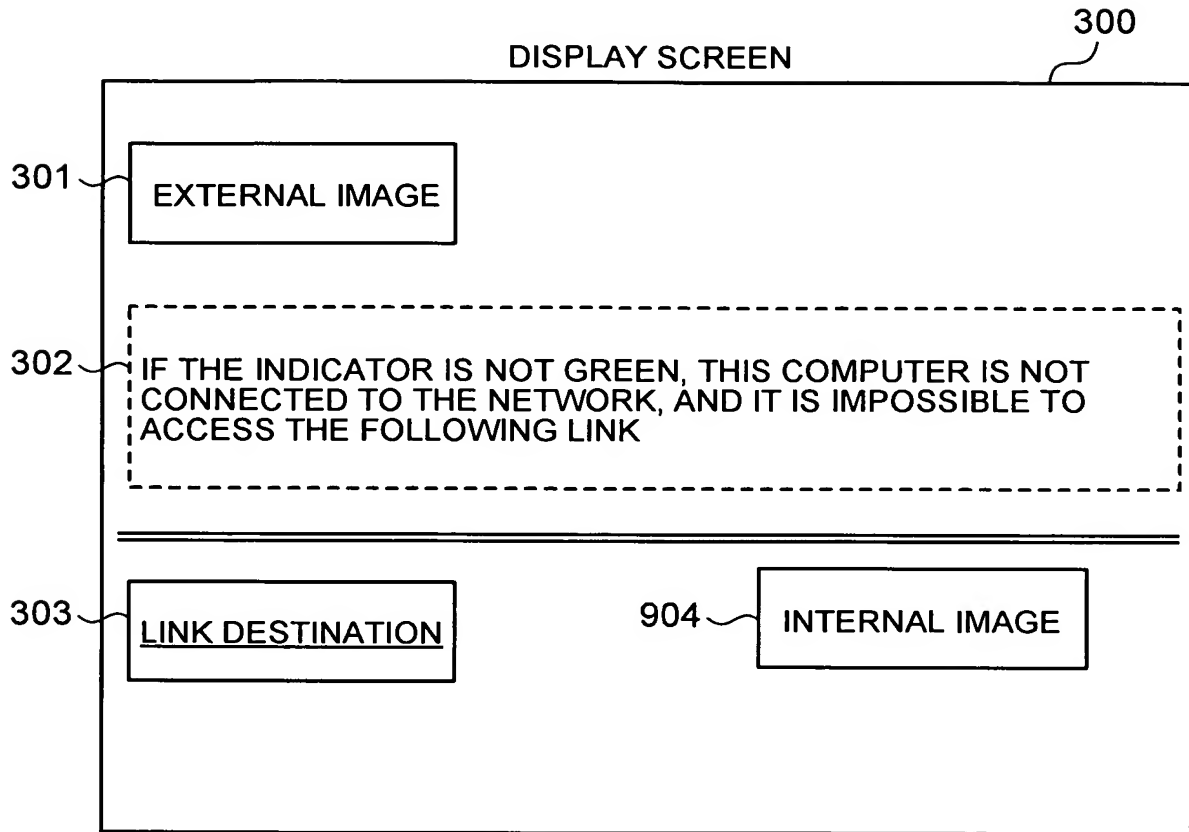 300
DISPLAY SCREEN
301
EXTERNAL IMAGE
302
IF THE INDICATOR IS NOT GREEN, THIS COMPUTER IS NOT
CONNECTED TO THE NETWORK, AND IT IS IMPOSSIBLE TO
ACCESS THE FOLLOWING LINK
303
LINK DESTINATION
904
INTERNAL IMAGE